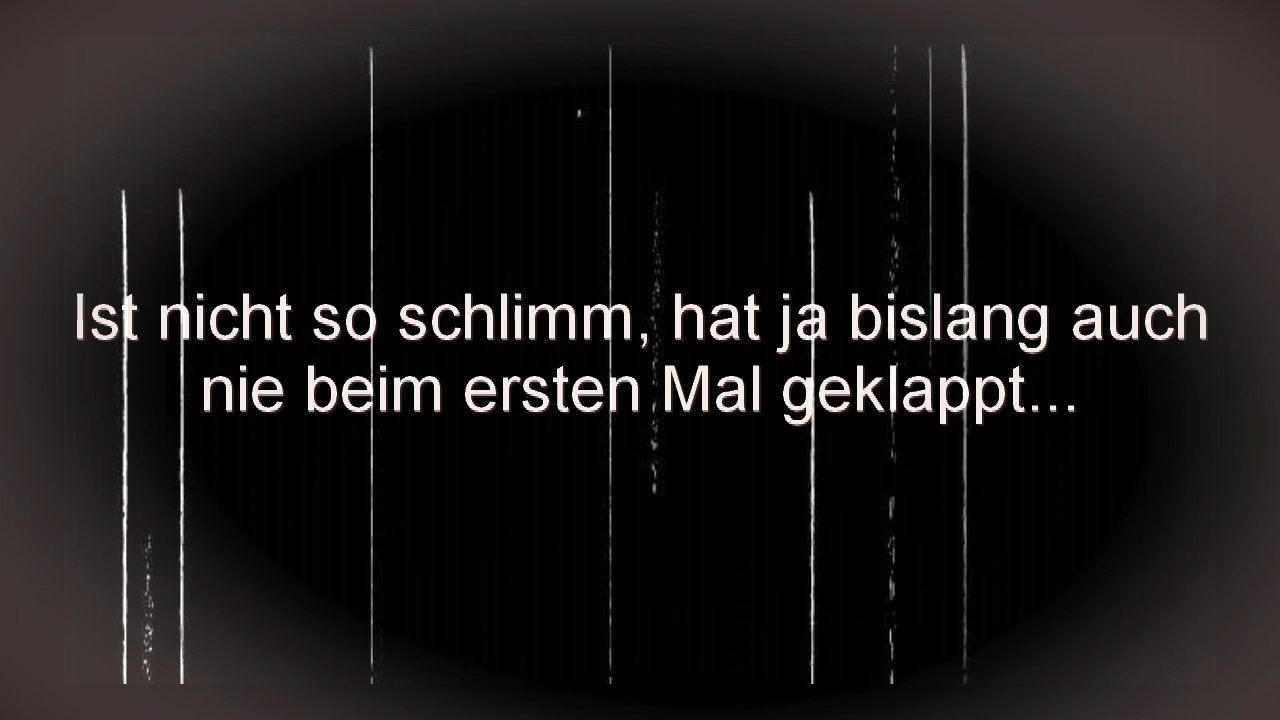 Ist nicht so schlimm, hat ja bislang auch
nie beim ersten Mal geklappt...